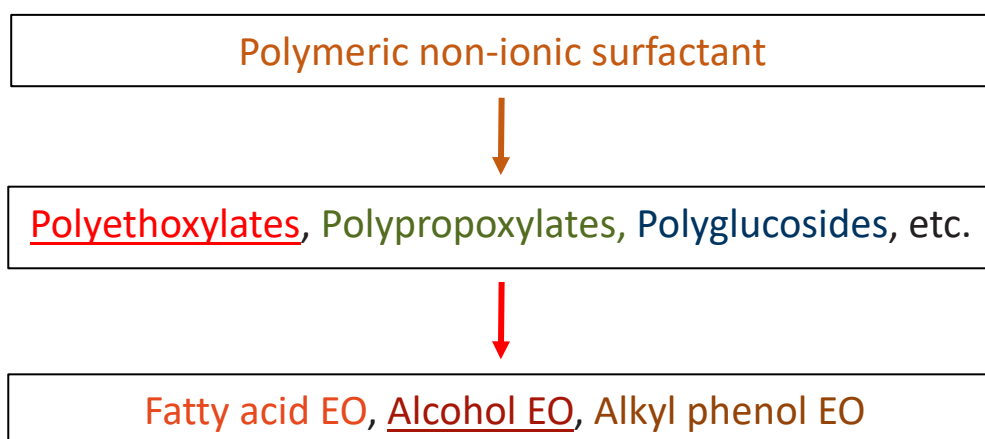 Polymeric non-ionic surfactant
Polyethoxylates, Polypropoxylates, Polyglucosides, etc.
Fatty acid EO, Alcohol EO, Alkyl phenol EO